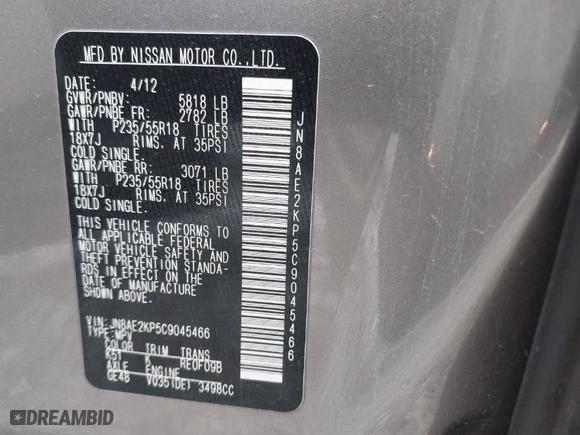 MFD BY NISSAN MOTOR CO.,LTD.
DATE: 4/12
GVWR/PNBV: 5818 LB
GAWR/PNBE FR: 2782 LB
WITH P235/55R18 TIRES
18X7J RIMS. AT 35PSI
COLD SINGLE.
GAWR/PNBE RR: 3071 LB
WITH P235/55R18 TIRES
18X7J RIMS. AT 35PSI
COLD SINGLE.
THIS VEHICLE CONFORMS TO
ALL APPLICABLE FEDERAL
MOTOR VEHICLE SAFETY AND
THEFT PREVENTION STANDA-
RDS IN EFFECT ON THE
DATE OF MANUFACTURE
SHOWN ABOVE.
VIN: JN8AE2KP5C9045466
TYPE: MPV
COLOR TRIM TRANS
K51 K RE0F09B
AXLE ENGINE
GE48 VQ35(DE) 3498CC
JN8AE2KP5C9045466
DREAMBID